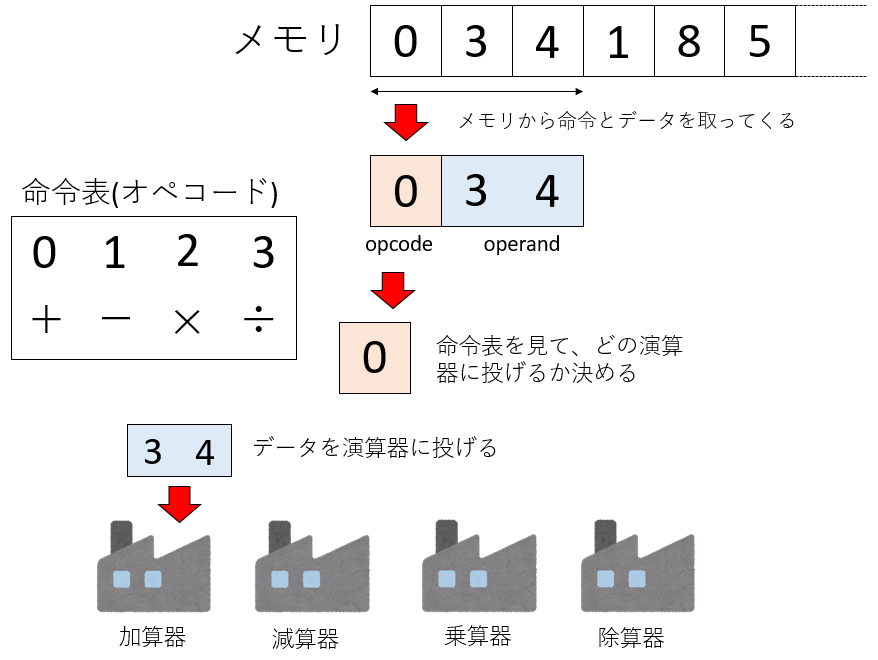 メモリ 0 3 4 1 8 5
メモリから命令とデータを取ってくる
0 3 4
opcode operand
命令表(オペコード)
0 1 2 3
＋ － × ÷
0
命令表を見て、どの演算
器に投げるか決める
3 4
データを演算器に投げる
加算器 減算器 乗算器 除算器